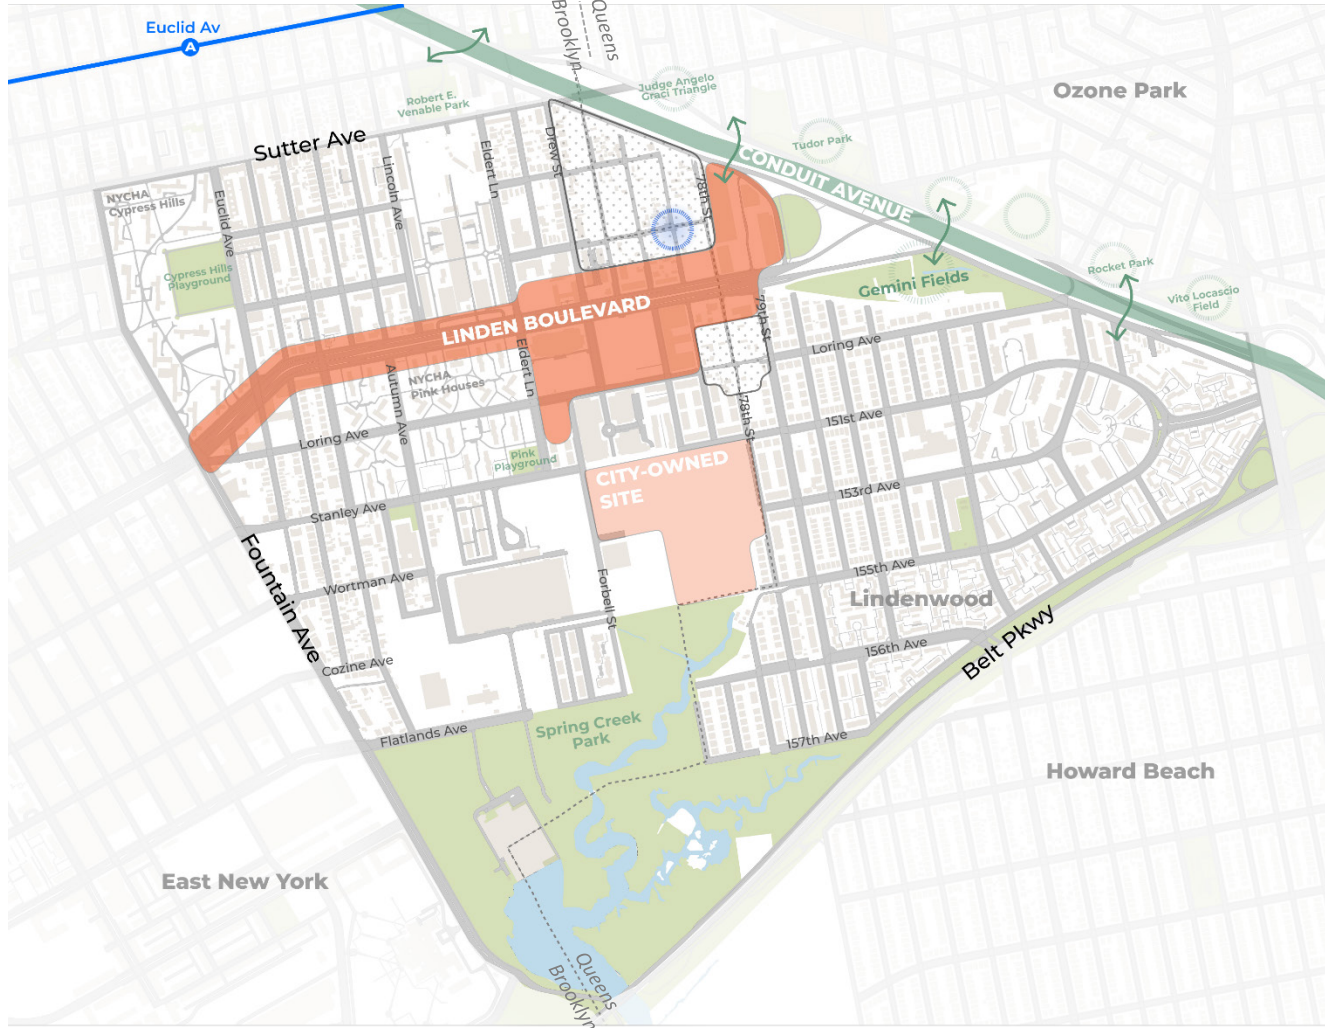 Euclid Av
A
Brooklyn
Queens
Judge Angelo
Graci Triangle
Ozone Park
Robert E.
Venable Park
Sutter Ave
Tudor Park
CONDUIT AVENUE
Drew St
Eldert Ln
Lincoln Ave
78th St
NYCHA
Cypress Hills
Euclid Ave
Cypress Hills
Playground
Rocket Park
Gemini Fields
Vito Locascio
Field
LINDEN BOULEVARD
79th St
Loring Ave
Eldert Ln
NYCHA
Pink Houses
Autumn Ave
78th St
151st Ave
Loring Ave
Pink
Playground
CITY-OWNED
SITE
153rd Ave
Stanley Ave
155th Ave
Wortman Ave
Forbell St
Lindenwood
Fountain Ave
156th Ave
Belt Pkwy
Cozine Ave
Spring Creek
Park
Flatlands Ave
157th Ave
Howard Beach
East New York
Queens
Brooklyn